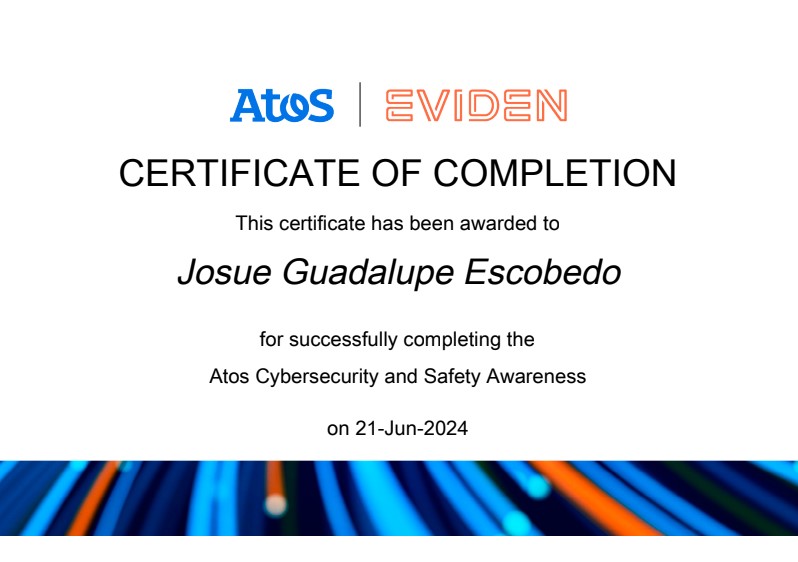 Atos | EVIDEN
CERTIFICATE OF COMPLETION
This certificate has been awarded to
Josue Guadalupe Escobedo
for successfully completing the
Atos Cybersecurity and Safety Awareness
on 21-Jun-2024